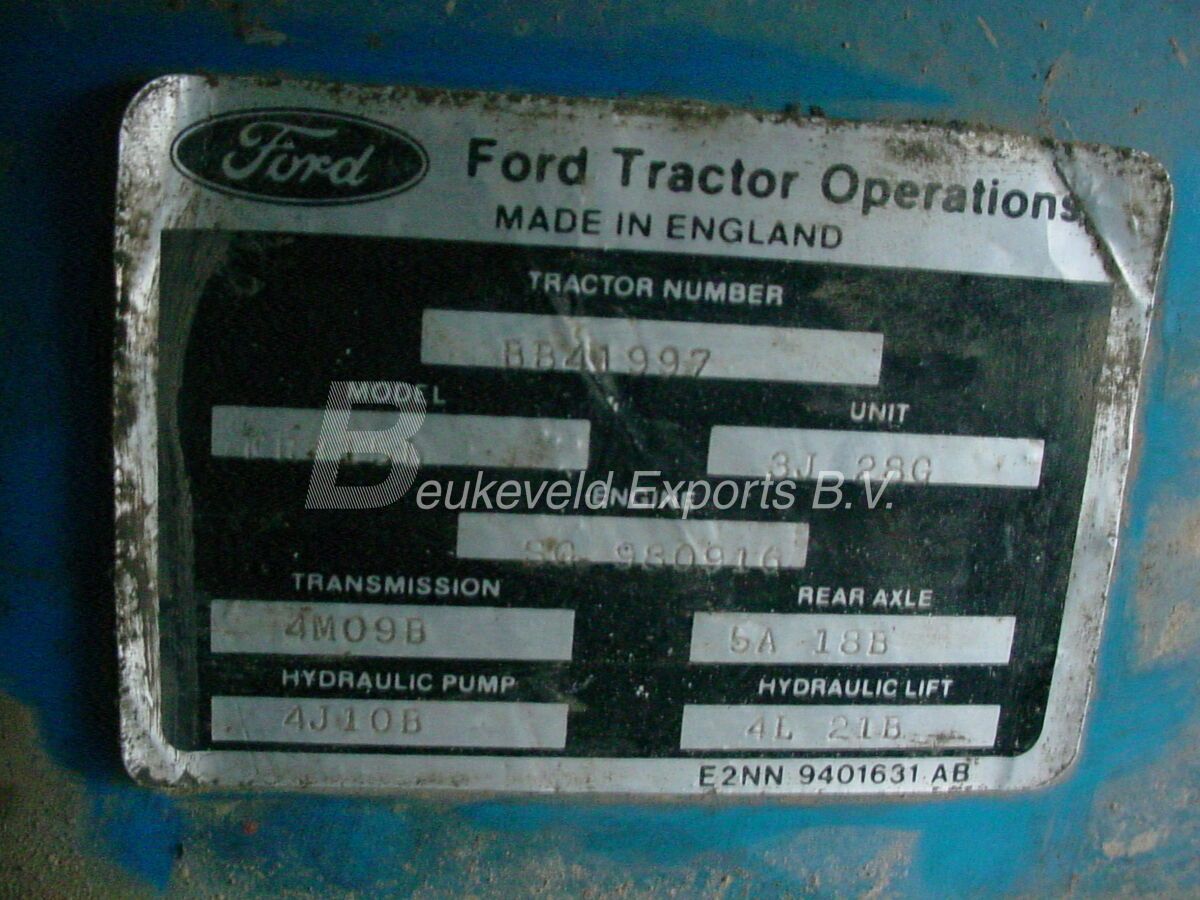 Ford
Ford Tractor Operations
MADE IN ENGLAND
TRACTOR NUMBER
BB41997
MODEL
UNIT
3J 28G
ENGINE
980916
TRANSMISSION
REAR AXLE
4M09B
5A 18B
HYDRAULIC PUMP
HYDRAULIC LIFT
4J10B
4L 21B
E2NN 9401631 AB
Beukeveld Exports B.V.